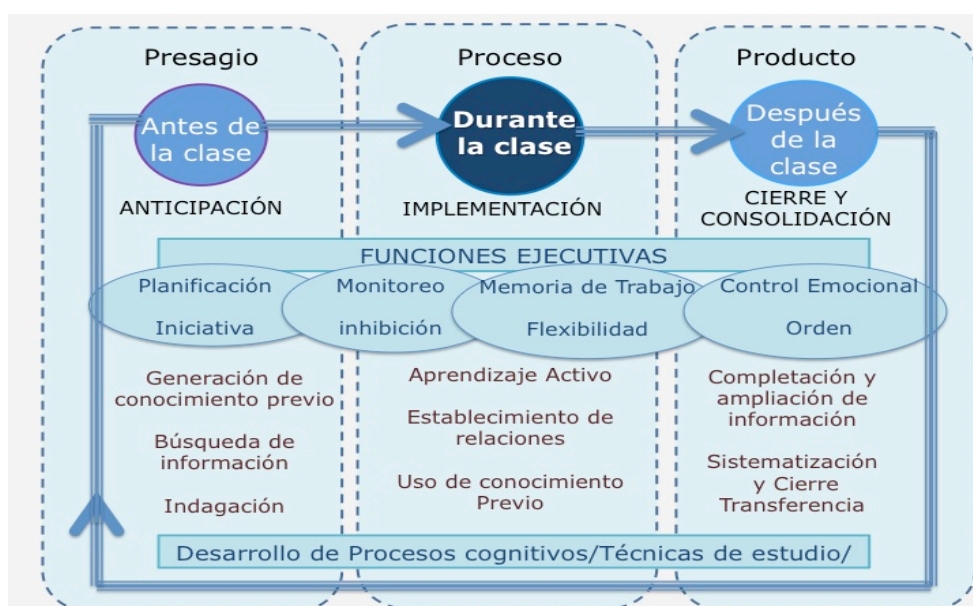 Presagio
Antes de
la clase
ANTICIPACIÓN
Proceso
Durante
la clase
IMPLEMENTACIÓN
Producto
Después
de la
clase
CIERRE Y
CONSOLIDACIÓN
FUNCIONES EJECUTIVAS
Planificación
Iniciativa
Monitoreo
inhibición
Memoria de Trabajo
Flexibilidad
Control Emocional
Orden
Generación de
conocimiento previo
Búsqueda de
información
Indagación
Aprendizaje Activo
Establecimiento de
relaciones
Uso de conocimiento
Previo
Completación y
ampliación de
información
Sistematización
y Cierre
Transferencia
Desarrollo de Procesos cognitivos/Técnicas de estudio/